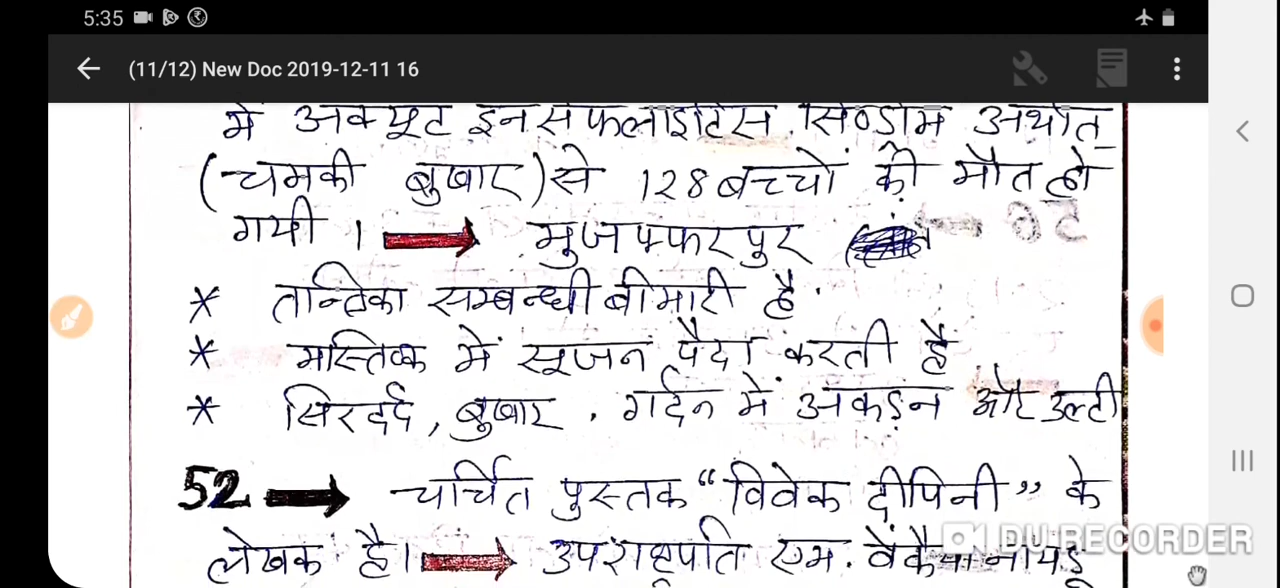 5:35
(11/12) New Doc 2019-12-11 16
में अक्यूट इनसेफलाइटिस सिण्ड्रोम अर्थात
(चमकी बुखार) से 128 बच्चों की मौत हो
गयी । मुजफ्फरपुर
* तान्त्रिका सम्बन्धी बीमारी है.
* मस्तिष्क में सूजन पैदा करती है
* सिरदर्द, बुखार, गर्दन में अकड़न और उल्टी
52 चर्चित पुस्तक "विवेक दीपिनी" के
लेखक है। उपराष्ट्रपति एम. वेंकैया नायडू
DU RECORDER